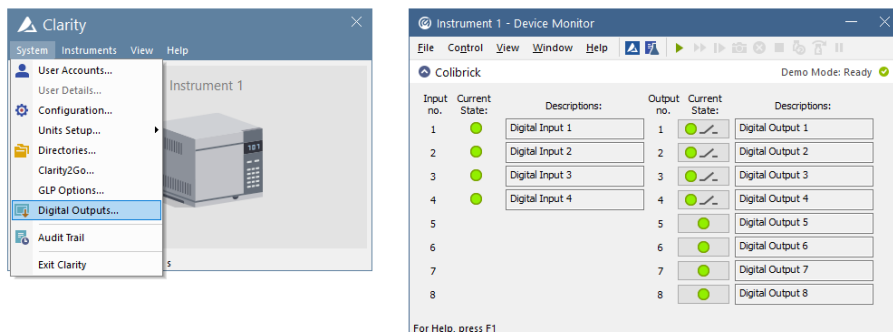 Clarity
System Instruments View Help
User Accounts...
User Details...
Configuration...
Units Setup...
Directories...
Clarity2Go...
GLP Options...
Digital Outputs...
Audit Trail
Exit Clarity
Instrument 1
s
Instrument 1 - Device Monitor
File Control View Window Help
Colibrick Demo Mode: Ready
Input no. Current State: Descriptions: Output no. Current State: Descriptions:
1 Digital Input 1 1 Digital Output 1
2 Digital Input 2 2 Digital Output 2
3 Digital Input 3 3 Digital Output 3
4 Digital Input 4 4 Digital Output 4
5 5 Digital Output 5
6 6 Digital Output 6
7 7 Digital Output 7
8 8 Digital Output 8
For Help, press F1